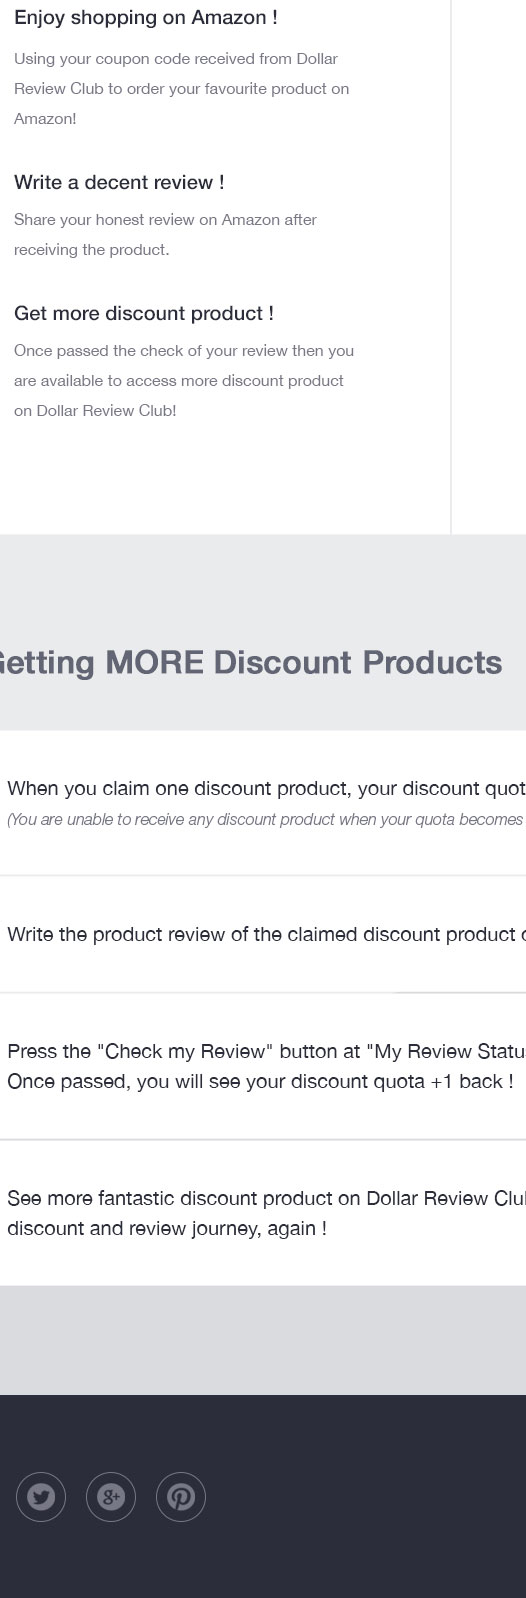 Enjoy shopping on Amazon !
Using your coupon code received from Dollar
Review Club to order your favourite product on
Amazon!
Write a decent review !
Share your honest review on Amazon after
receiving the product.
Get more discount product !
Once passed the check of your review then you
are available to access more discount product
on Dollar Review Club!
Getting MORE Discount Products
When you claim one discount product, your discount quot
(You are unable to receive any discount product when your quota becomes
Write the product review of the claimed discount product
Press the "Check my Review" button at "My Review Statu
Once passed, you will see your discount quota +1 back !
See more fantastic discount product on Dollar Review Clu
discount and review journey, again !
g+